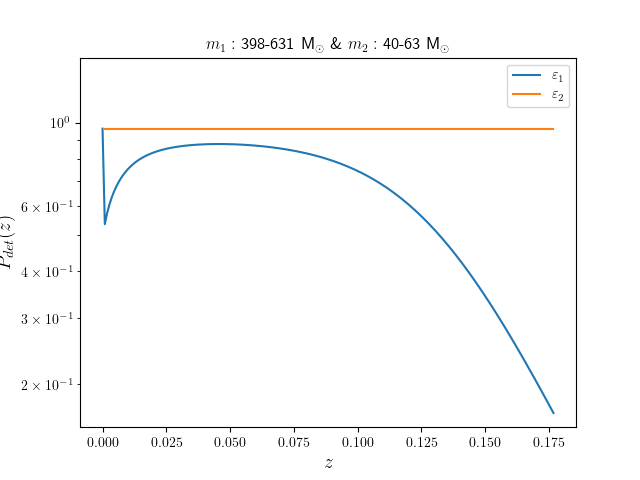 m₁ : 398-631 M⊙ & m₂ : 40-63 M⊙
ε₁
ε₂
10⁰
6 × 10⁻¹
4 × 10⁻¹
3 × 10⁻¹
2 × 10⁻¹
P_det(z)
0.000 0.025 0.050 0.075 0.100 0.125 0.150 0.175
z